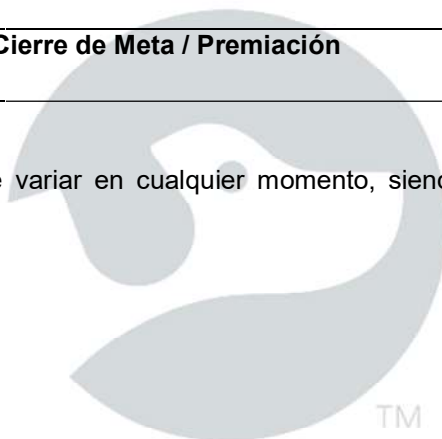 Cierre de Meta / Premiación
variar en cualquier momento, siend
TM